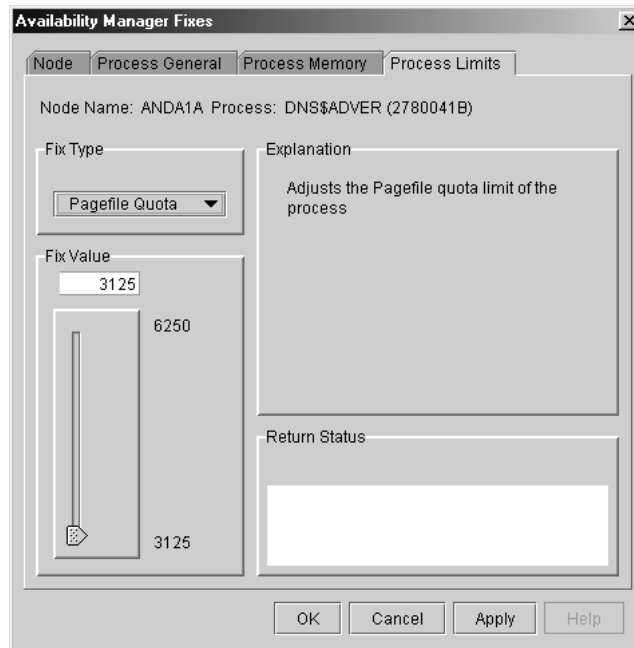 Availability Manager Fixes
Node Process General Process Memory Process Limits
Node Name: ANDA1A Process: DNS$ADVER (2780041B)
Fix Type
Pagefile Quota
Explanation
Adjusts the Pagefile quota limit of the
process
Fix Value
3125
6250
3125
Return Status
OK Cancel Apply Help